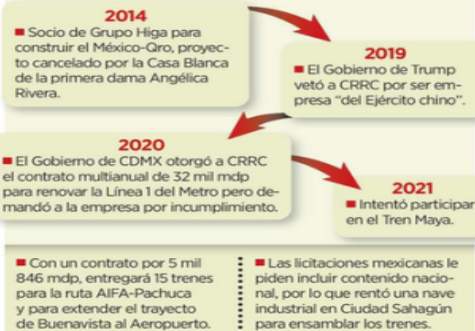 2014
■ Socio de Grupo Higa para
construir el México-Qro, proyec-
to cancelado por la Casa Blanca
de la primera dama Angélica
Rivera.
2019
■ El Gobierno de Trump
vetó a CRRC por ser em-
presa “del Ejército chino”.
2020
■ El Gobierno de CDMX otorgó a CRRC
el contrato multianual de 32 mil mdp
para renovar la Línea 1 del Metro pero de-
mandó a la empresa por incumplimiento.
2021
■ Intentó participar
en el Tren Maya.
■ Con un contrato por 5 mil
846 mdp, entregará 15 trenes
para la ruta AIFA-Pachuca
y para extender el trayecto
de Buenavista al Aeropuerto.
■ Las licitaciones mexicanas le
piden incluir contenido nacio-
nal, por lo que rentó una nave
industrial en Ciudad Sahagún
para ensamblar los trenes.